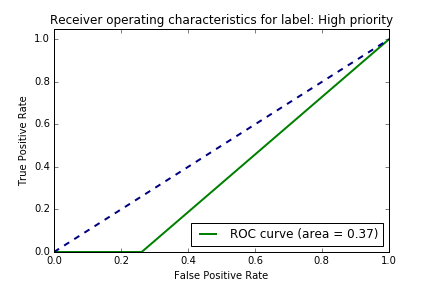 Receiver operating characteristics for label: High priority
1.0
0.8
0.6
0.4
0.2
0.0
True Positive Rate
ROC curve (area = 0.37)
0.0 0.2 0.4 0.6 0.8 1.0
False Positive Rate